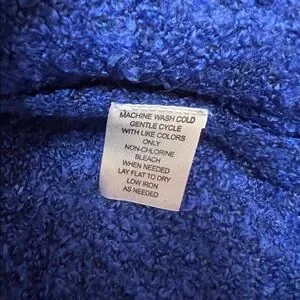 MACHINE WASH COLD
GENTLE CYCLE
WITH LIKE COLORS
ONLY
NON-CHLORINE
BLEACH
WHEN NEEDED
LAY FLAT TO DRY
LOW IRON
AS NEEDED